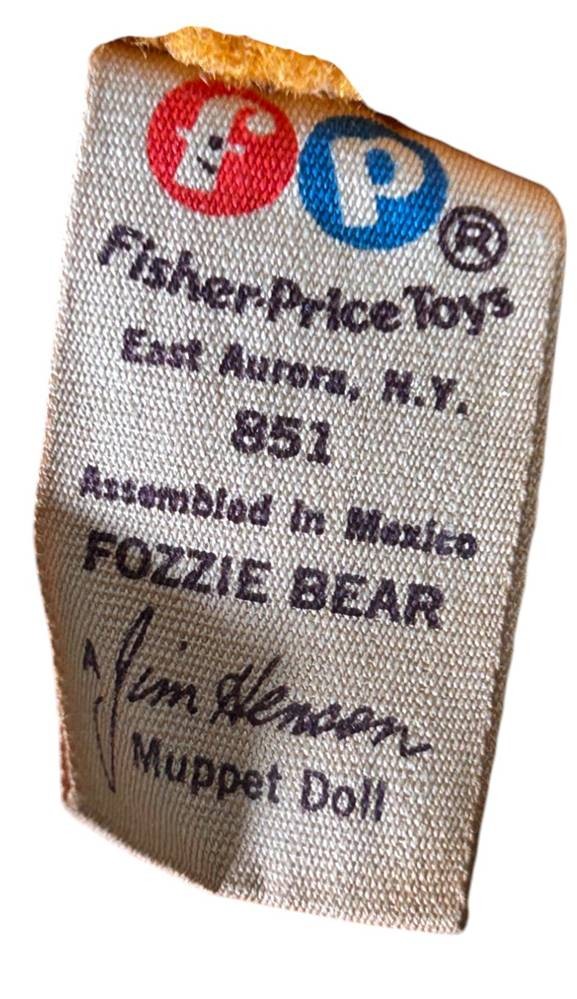 fp ®
Fisher-Price Toys
East Aurora, N.Y.
851
Assembled in Mexico
FOZZIE BEAR
A Jim Henson
Muppet Doll